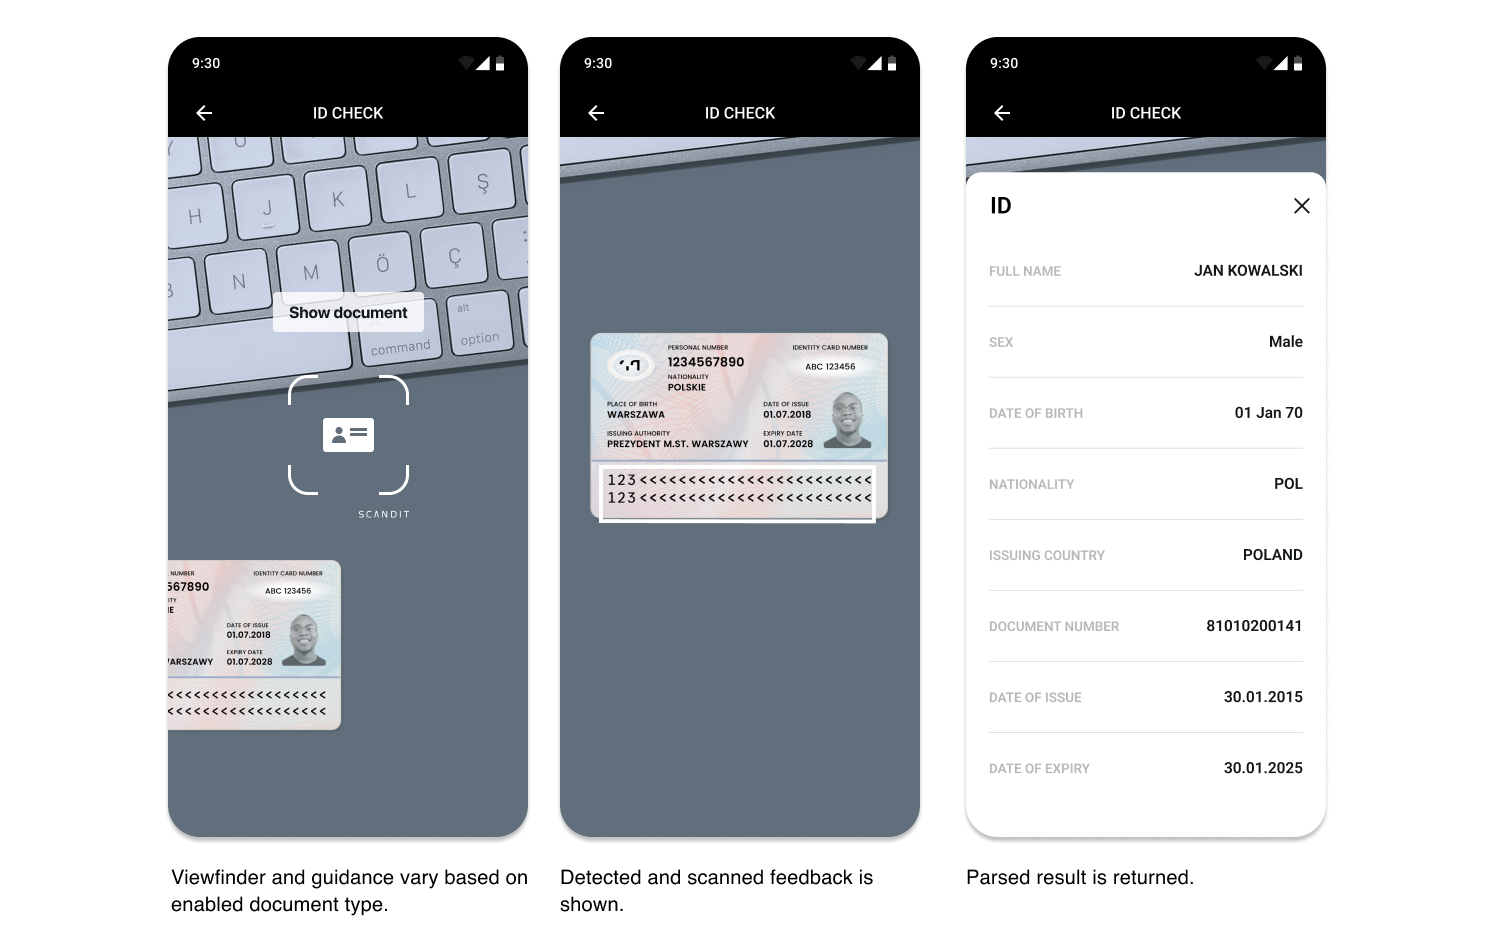 9:30
ID CHECK
Y
U
H
J
K
L
Ş
B
N
M
Ö
Ç
Show document
alt
command
option
SCANDIT
NUMBER
IDENTITY CARD NUMBER
567890
ABC 123456
ITY
IE
DATE OF ISSUE
01.07.2018
EXPIRY DATE
VARSZAWY 01.07.2028
<<<<<<<<<<<<<<<<<<
<<<<<<<<<<<<<<<<<<
Viewfinder and guidance vary based on
enabled document type.
9:30
ID CHECK
PERSONAL NUMBER
IDENTITY CARD NUMBER
1234567890
ABC 123456
NATIONALITY
POLSKIE
PLACE OF BIRTH
DATE OF ISSUE
WARSZAWA
01.07.2018
ISSUING AUTHORITY
EXPIRY DATE
PREZYDENT M.ST. WARSZAWY
01.07.2028
123<<<<<<<<<<<<<<<<<<<<<<<<
123<<<<<<<<<<<<<<<<<<<<<<<<
Detected and scanned feedback is
shown.
9:30
ID CHECK
ID
FULL NAME JAN KOWALSKI
SEX Male
DATE OF BIRTH 01 Jan 70
NATIONALITY POL
ISSUING COUNTRY POLAND
DOCUMENT NUMBER 81010200141
DATE OF ISSUE 30.01.2015
DATE OF EXPIRY 30.01.2025
Parsed result is returned.